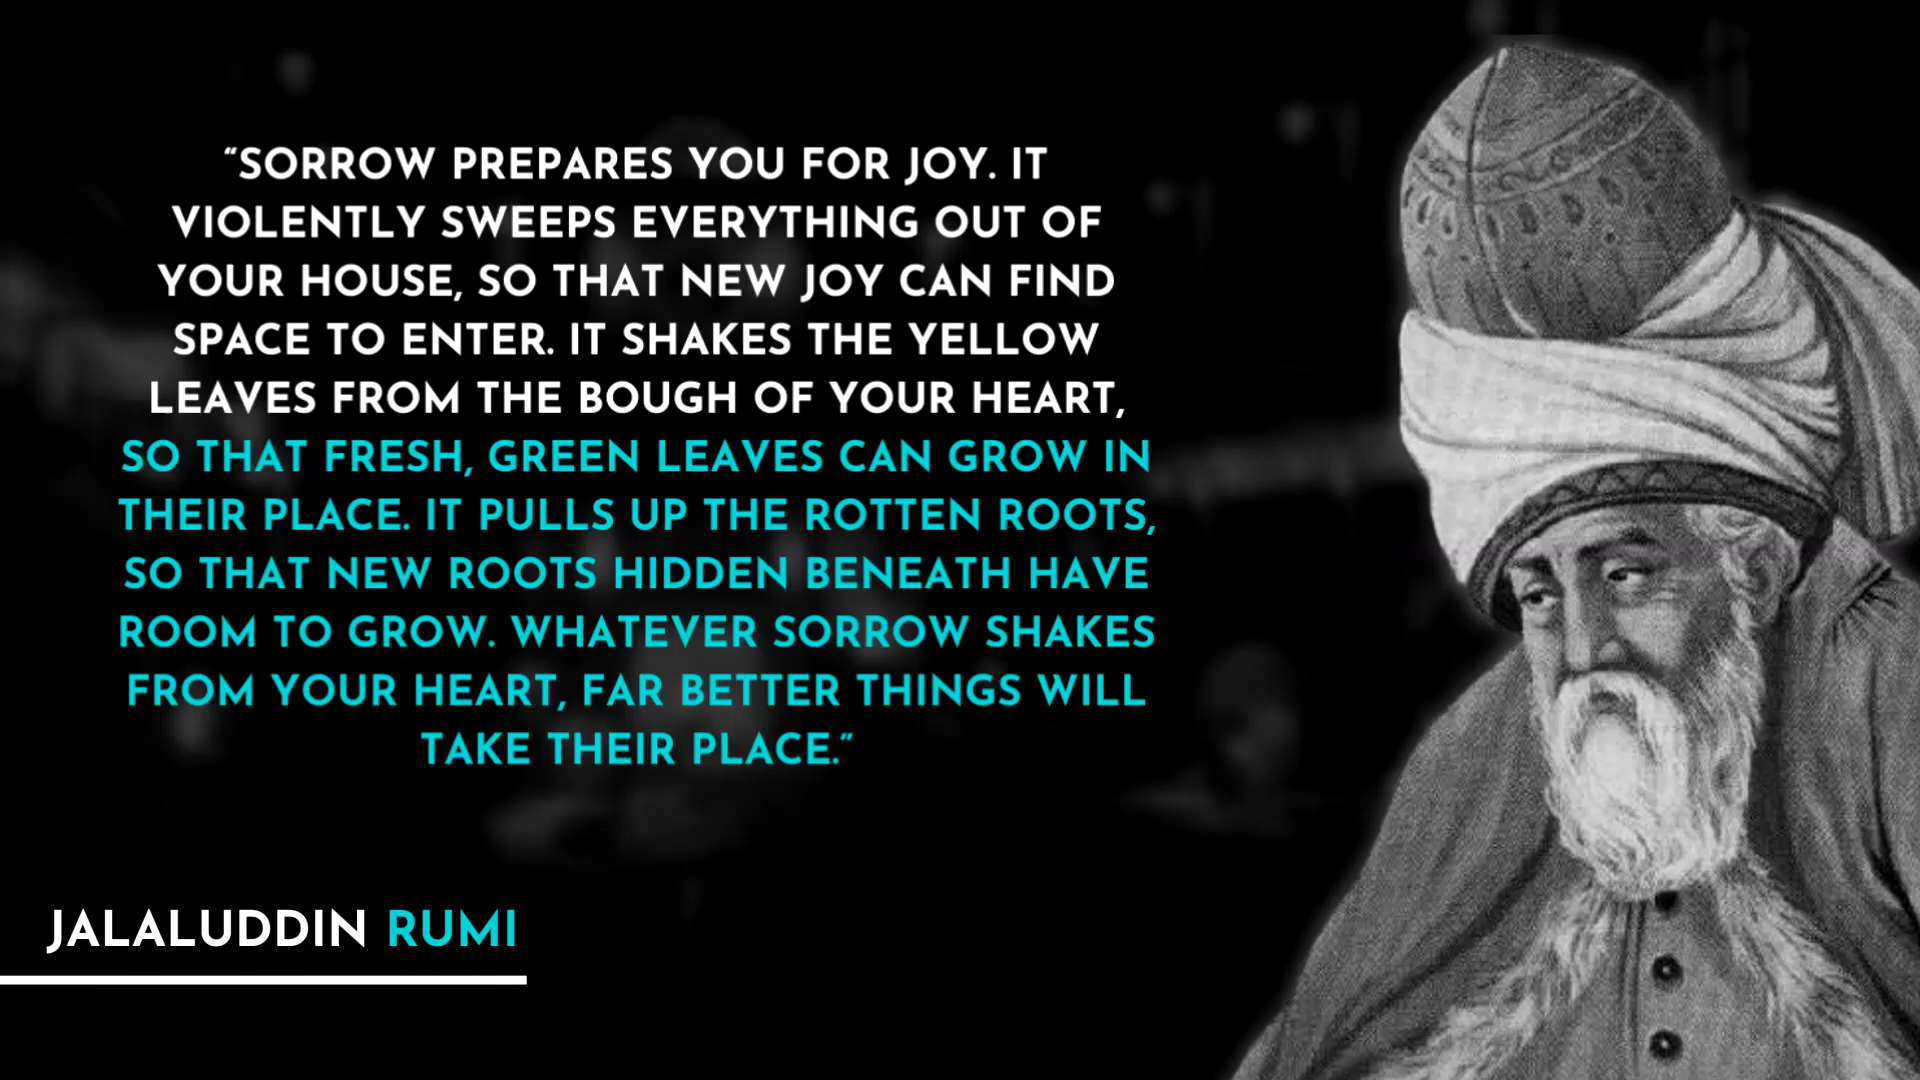 “SORROW PREPARES YOU FOR JOY. IT
VIOLENTLY SWEEPS EVERYTHING OUT OF
YOUR HOUSE, SO THAT NEW JOY CAN FIND
SPACE TO ENTER. IT SHAKES THE YELLOW
LEAVES FROM THE BOUGH OF YOUR HEART,
SO THAT FRESH, GREEN LEAVES CAN GROW IN
THEIR PLACE. IT PULLS UP THE ROTTEN ROOTS,
SO THAT NEW ROOTS HIDDEN BENEATH HAVE
ROOM TO GROW. WHATEVER SORROW SHAKES
FROM YOUR HEART, FAR BETTER THINGS WILL
TAKE THEIR PLACE.”
JALALUDDIN RUMI